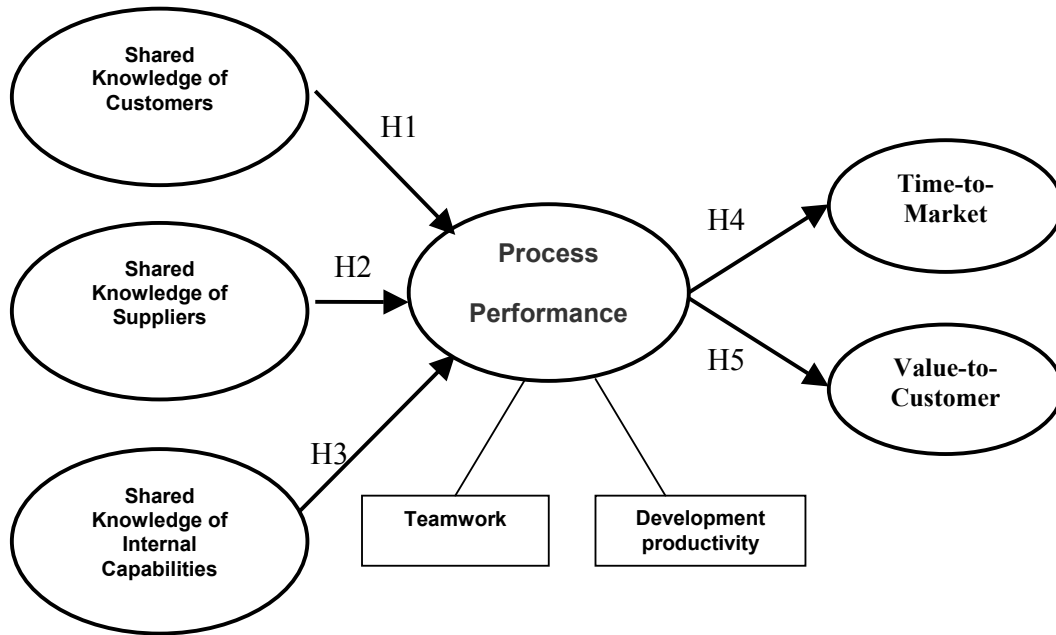 Shared
Knowledge of
Customers
H1
Shared
Knowledge of
Suppliers
H2
Shared
Knowledge of
Internal
Capabilities
H3
Process
Performance
Teamwork
Development
productivity
H4
Time-to-
Market
H5
Value-to-
Customer